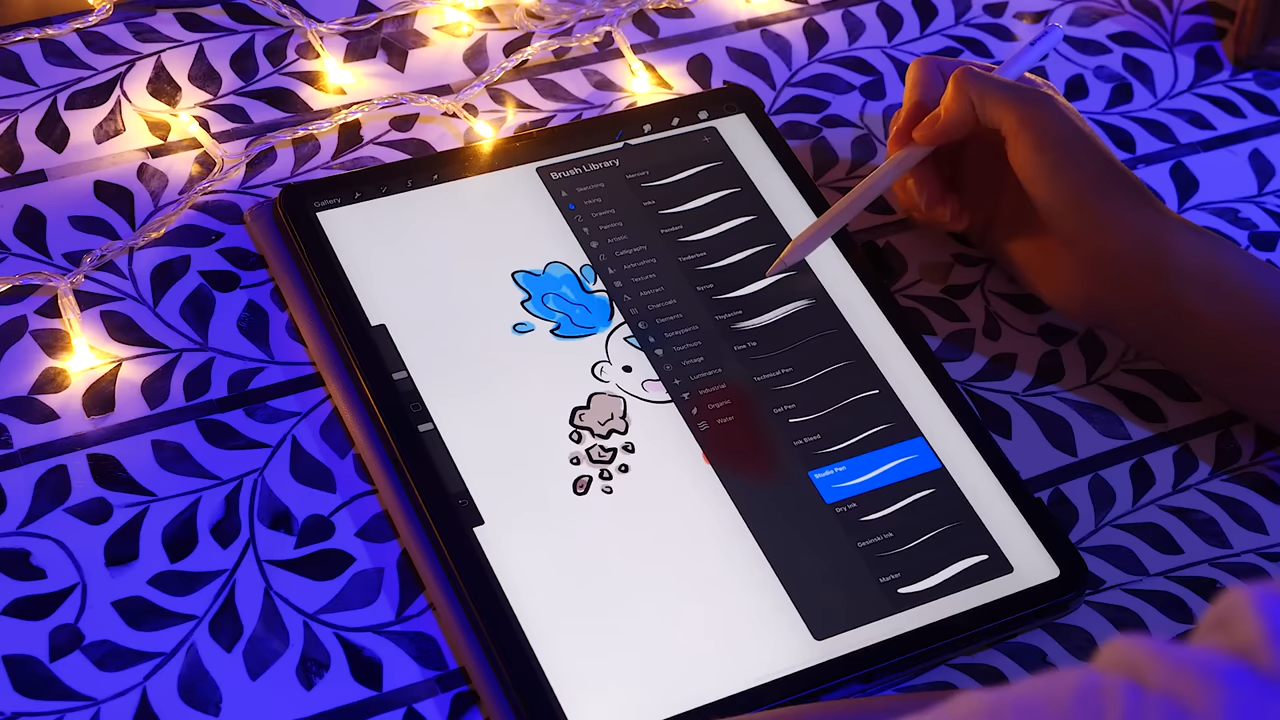 Gallery
Brush Library
Sketching
Inking
Drawing
Painting
Artistic
Calligraphy
Airbrushing
Textures
Abstract
Charcoals
Elements
Spraypaints
Touchups
Vintage
Luminance
Industrial
Organic
Water
Mercury
Inka
Pandani
Tinderbox
Syrup
Thylacine
Fine Tip
Technical Pen
Gel Pen
Ink Bleed
Studio Pen
Dry Ink
Gesinski Ink
Marker